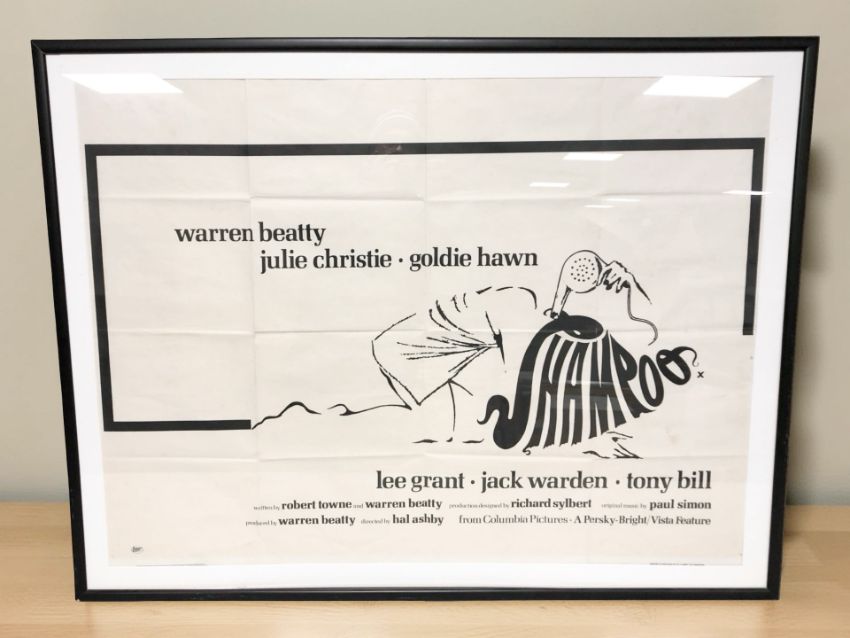 warren beatty
julie christie · goldie hawn
SHAMPOO
x
lee grant · jack warden · tony bill
written by robert towne and warren beatty production designed by richard sylbert original music by paul simon
produced by warren beatty directed by hal ashby from Columbia Pictures · A Persky-Bright/Vista Feature